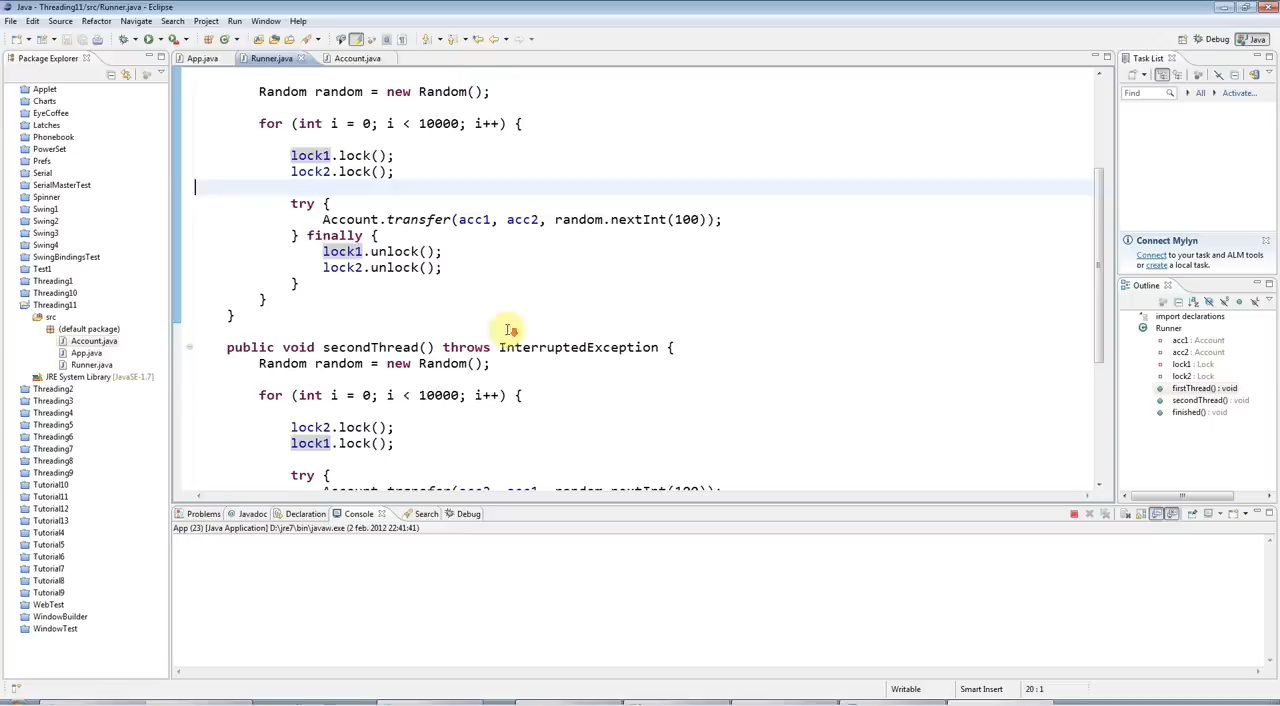 Java - Threading11/src/Runner.java - Eclipse
File Edit Source Refactor Navigate Search Project Run Window Help
Debug Java
Package Explorer
App.java Runner.java Account.java
Task List
Find All Activate...
Applet
Charts
EyeCoffee
Latches
Phonebook
PowerSet
Prefs
Serial
SerialMasterTest
Spinner
Swing1
Swing2
Swing3
Swing4
SwingBindingsTest
Test1
Threading1
Threading10
Threading11
src
(default package)
Account.java
App.java
Runner.java
JRE System Library [JavaSE-1.7]
Threading2
Threading3
Threading4
Threading5
Threading6
Threading7
Threading8
Threading9
Tutorial10
Tutorial11
Tutorial12
Tutorial13
Tutorial4
Tutorial5
Tutorial6
Tutorial7
Tutorial8
Tutorial9
WebTest
WindowBuilder
WindowTest
Random random = new Random();
for (int i = 0; i < 10000; i++) {
lock1.lock();
lock2.lock();
try {
Account.transfer(acc1, acc2, random.nextInt(100));
} finally {
lock1.unlock();
lock2.unlock();
}
}
}
public void secondThread() throws InterruptedException {
Random random = new Random();
for (int i = 0; i < 10000; i++) {
lock2.lock();
lock1.lock();
try {
Account.transfer(acc2, acc1, random.nextInt(100));
Connect Mylyn
Connect to your task and ALM tools
or create a local task.
Outline
import declarations
Runner
acc1 : Account
acc2 : Account
lock1 : Lock
lock2 : Lock
firstThread() : void
secondThread() : void
finished() : void
Problems Javadoc Declaration Console Search Debug
App (23) [Java Application] D:\jre7\bin\javaw.exe (2 feb. 2012 22:41:41)
Writable Smart Insert 20 : 1